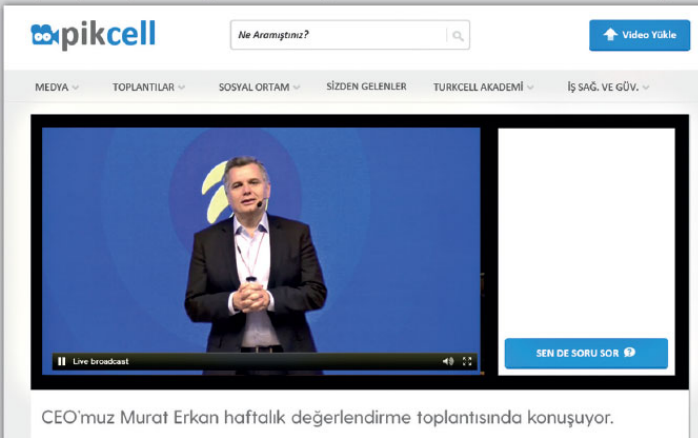 pikcell
Ne Aramıştınız?
Video Yükle
MEDYA TOPLANTILAR SOSYAL ORTAM SİZDEN GELENLER TURKCELL AKADEMİ İŞ SAĞ. VE GÜV.
Live broadcast
SEN DE SORU SOR
CEO'muz Murat Erkan haftalık değerlendirme toplantısında konuşuyor.